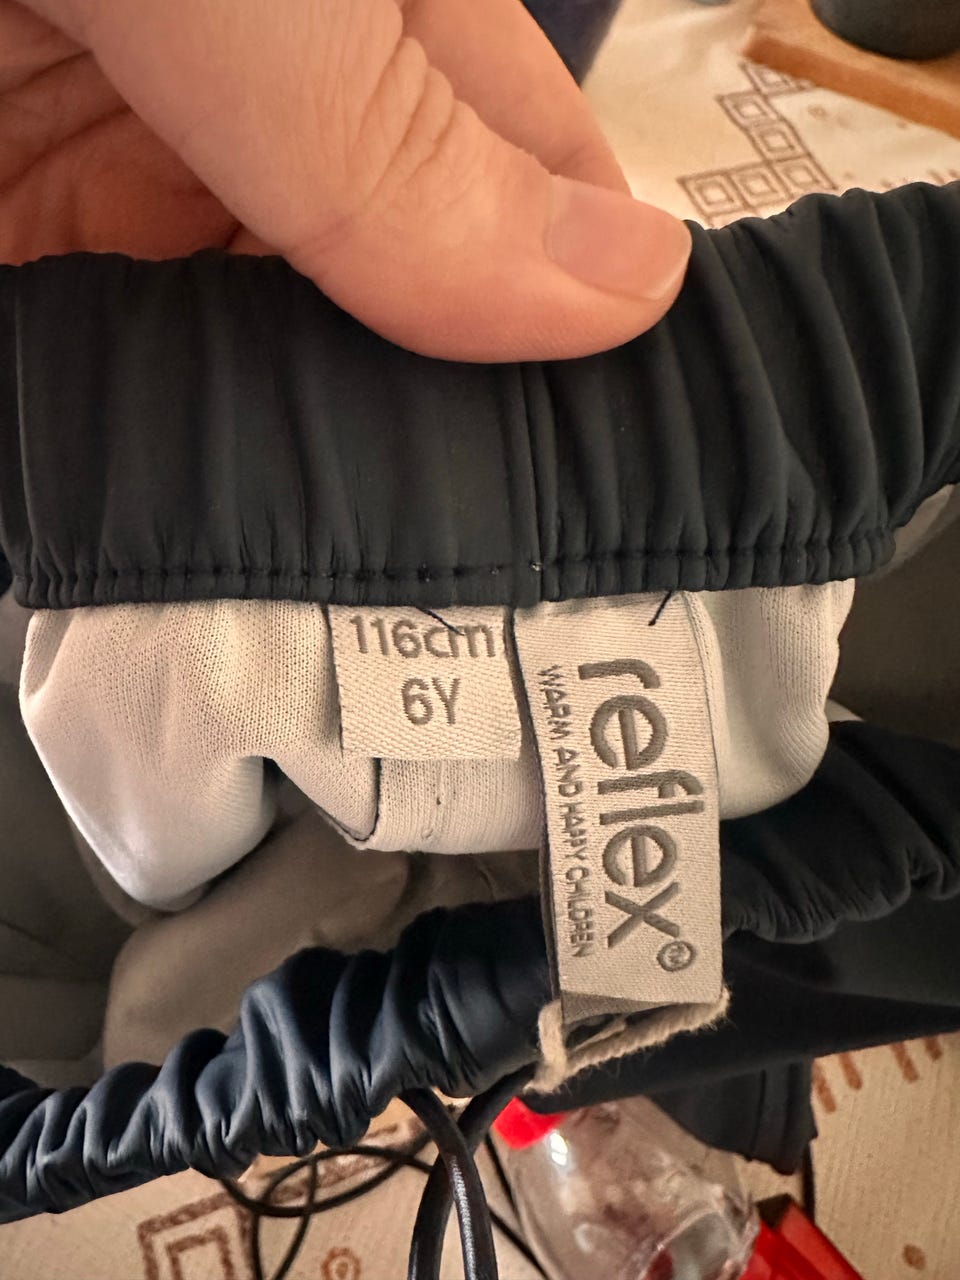 116cm
6Y
reflex®
WARM AND HAPPY CHILDREN